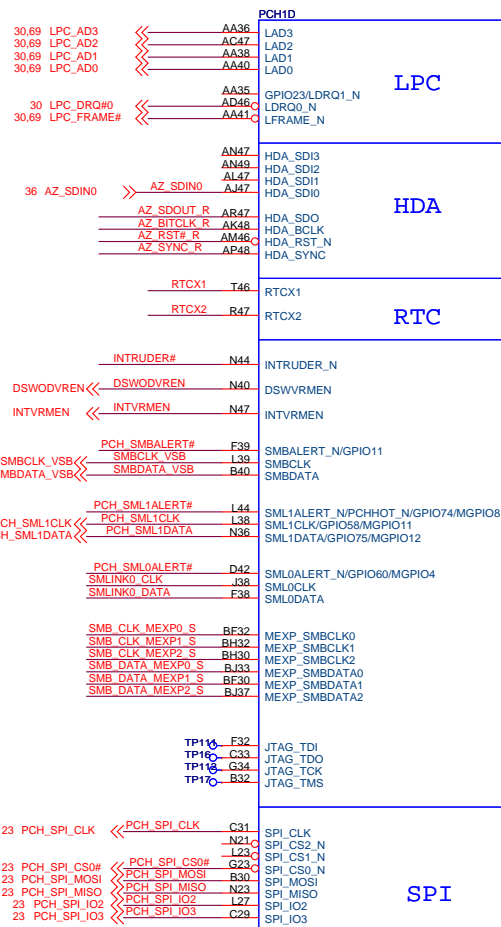 PCH1D
30,69 LPC_AD3 AA36 LAD3
30,69 LPC_AD2 AC47 LAD2
30,69 LPC_AD1 AA38 LAD1
30,69 LPC_AD0 AA40 LAD0
LPC
AA35 GPIO23/LDRQ1_N
30 LPC_DRQ#0 AD46 LDRQ0_N
30,69 LPC_FRAME# AA41 LFRAME_N
AN47 HDA_SDI3
AN49 HDA_SDI2
AL47 HDA_SDI1
36 AZ_SDIN0 AZ_SDIN0 AJ47 HDA_SDI0
HDA
AZ_SDOUT_R AR47 HDA_SDO
AZ_BITCLK_R AK48 HDA_BCLK
AZ_RST#_R AM46 HDA_RST_N
AZ_SYNC_R AP48 HDA_SYNC
RTCX1 T46 RTCX1
RTCX2 R47 RTCX2
RTC
INTRUDER# N44 INTRUDER_N
DSWODVREN DSWODVREN N40 DSWVRMEN
INTVRMEN INTVRMEN N47 INTVRMEN
PCH_SMBALERT# F39 SMBALERT_N/GPIO11
SMBCLK_VSB SMBCLK_VSB L39 SMBCLK
MBDATA_VSB SMBDATA_VSB B40 SMBDATA
PCH_SML1ALERT# L44 SML1ALERT_N/PCHHOT_N/GPIO74/MGPIO8
CH_SML1CLK PCH_SML1CLK L38 SML1CLK/GPIO58/MGPIO11
H_SML1DATA PCH_SML1DATA N36 SML1DATA/GPIO75/MGPIO12
PCH_SML0ALERT# D42 SML0ALERT_N/GPIO60/MGPIO4
SMLINK0_CLK J38 SML0CLK
SMLINK0_DATA F38 SML0DATA
SMB_CLK_MEXP0_S BF32 MEXP_SMBCLK0
SMB_CLK_MEXP1_S BH32 MEXP_SMBCLK1
SMB_CLK_MEXP2_S BH30 MEXP_SMBCLK2
SMB_DATA_MEXP0_S BJ33 MEXP_SMBDATA0
SMB_DATA_MEXP1_S BF30 MEXP_SMBDATA1
SMB_DATA_MEXP2_S BJ37 MEXP_SMBDATA2
TP111 F32 JTAG_TDI
TP16 C33 JTAG_TDO
TP112 G34 JTAG_TCK
TP17 B32 JTAG_TMS
23 PCH_SPI_CLK PCH_SPI_CLK C31 SPI_CLK
N21 SPI_CS2_N
L23 SPI_CS1_N
23 PCH_SPI_CS0# PCH_SPI_CS0# G23 SPI_CS0_N
23 PCH_SPI_MOSI PCH_SPI_MOSI B30 SPI_MOSI
23 PCH_SPI_MISO PCH_SPI_MISO N23 SPI_MISO
23 PCH_SPI_IO2 PCH_SPI_IO2 L27 SPI_IO2
23 PCH_SPI_IO3 PCH_SPI_IO3 C29 SPI_IO3
SPI